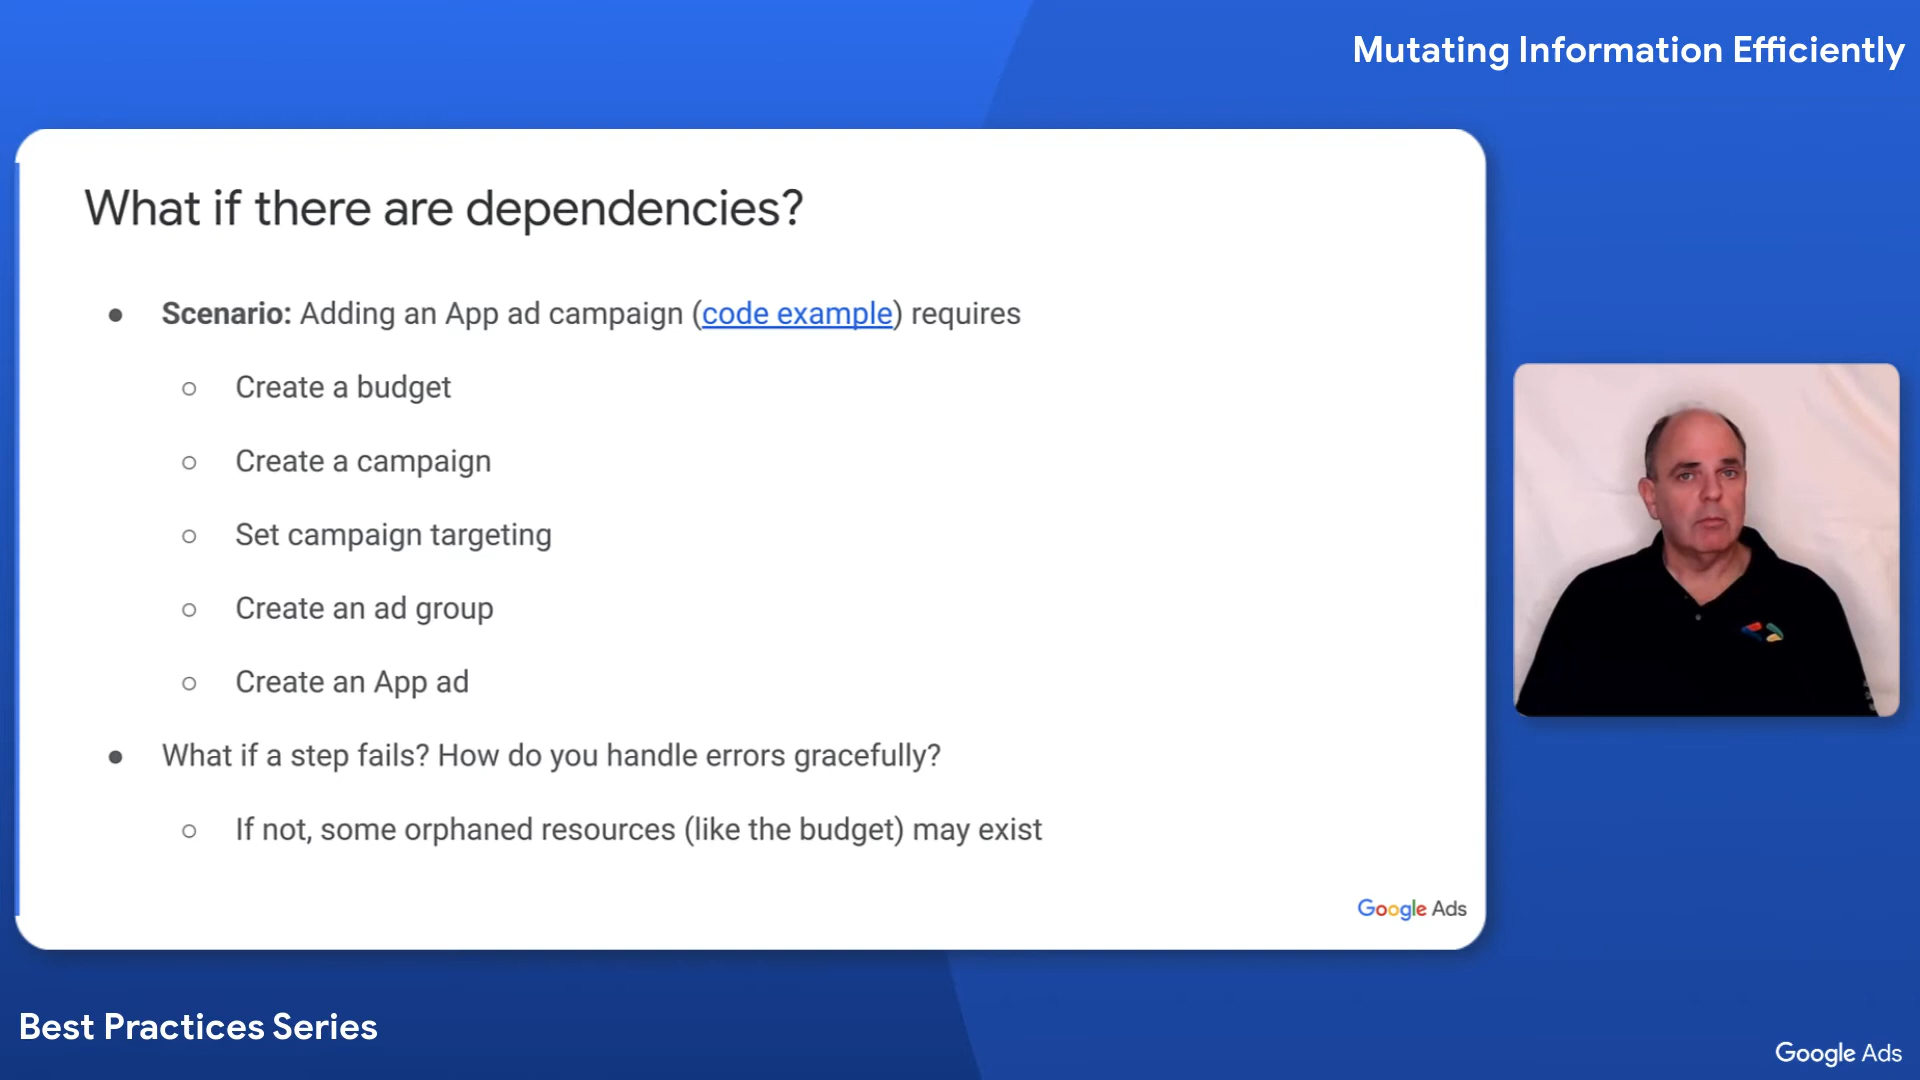 Mutating Information Efficiently
What if there are dependencies?
● Scenario: Adding an App ad campaign (code example) requires
○ Create a budget
○ Create a campaign
○ Set campaign targeting
○ Create an ad group
○ Create an App ad
● What if a step fails? How do you handle errors gracefully?
○ If not, some orphaned resources (like the budget) may exist
Google Ads
Best Practices Series
Google Ads